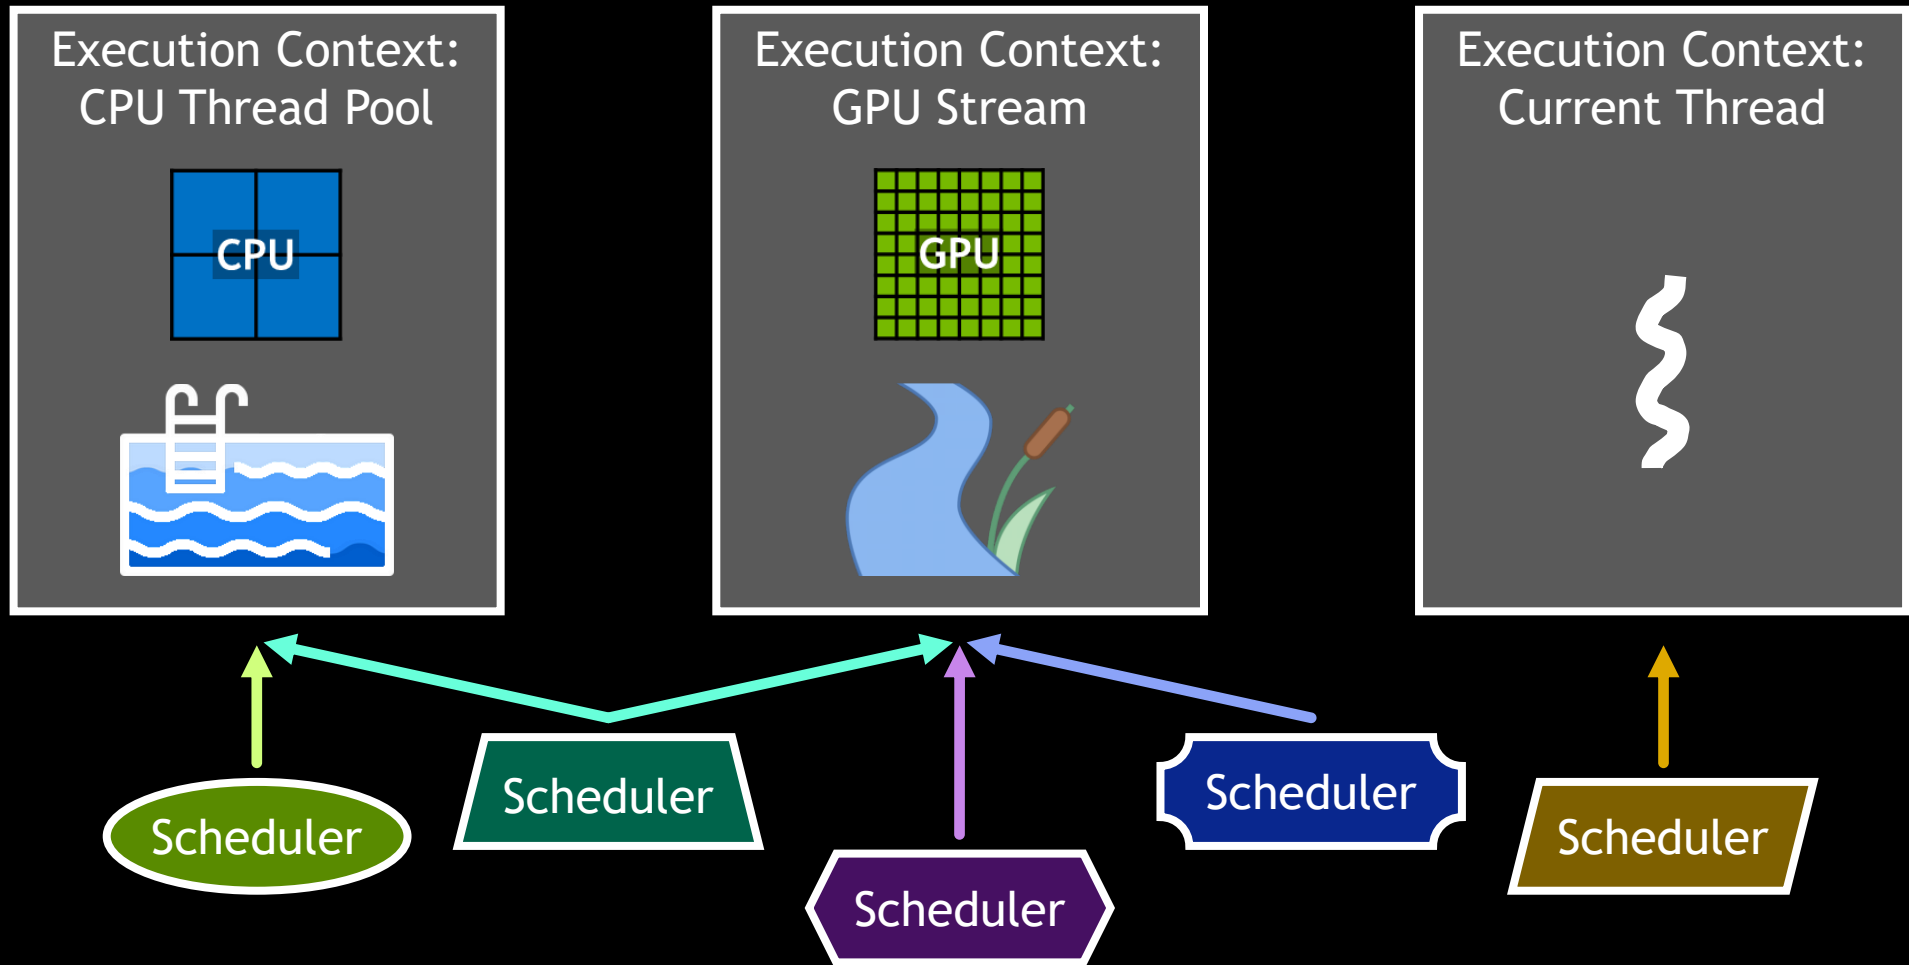 Execution Context:
CPU Thread Pool
CPU
Execution Context:
GPU Stream
GPU
Execution Context:
Current Thread
Scheduler
Scheduler
Scheduler
Scheduler
Scheduler